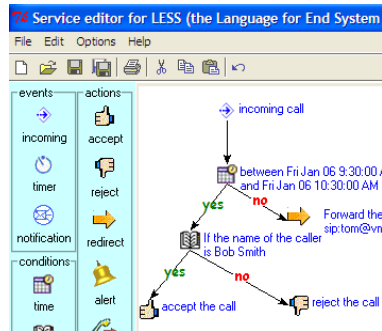 Service editor for LESS (the Language for End System
File Edit Options Help
events
actions
incoming
accept
timer
reject
notification
redirect
conditions
time
alert
incoming call
between Fri Jan 06 9:30:00
and Fri Jan 06 10:30:00 AM
yes
no
Forward the
sip:tom@
If the name of the caller
is Bob Smith
yes
no
accept the call
reject the call